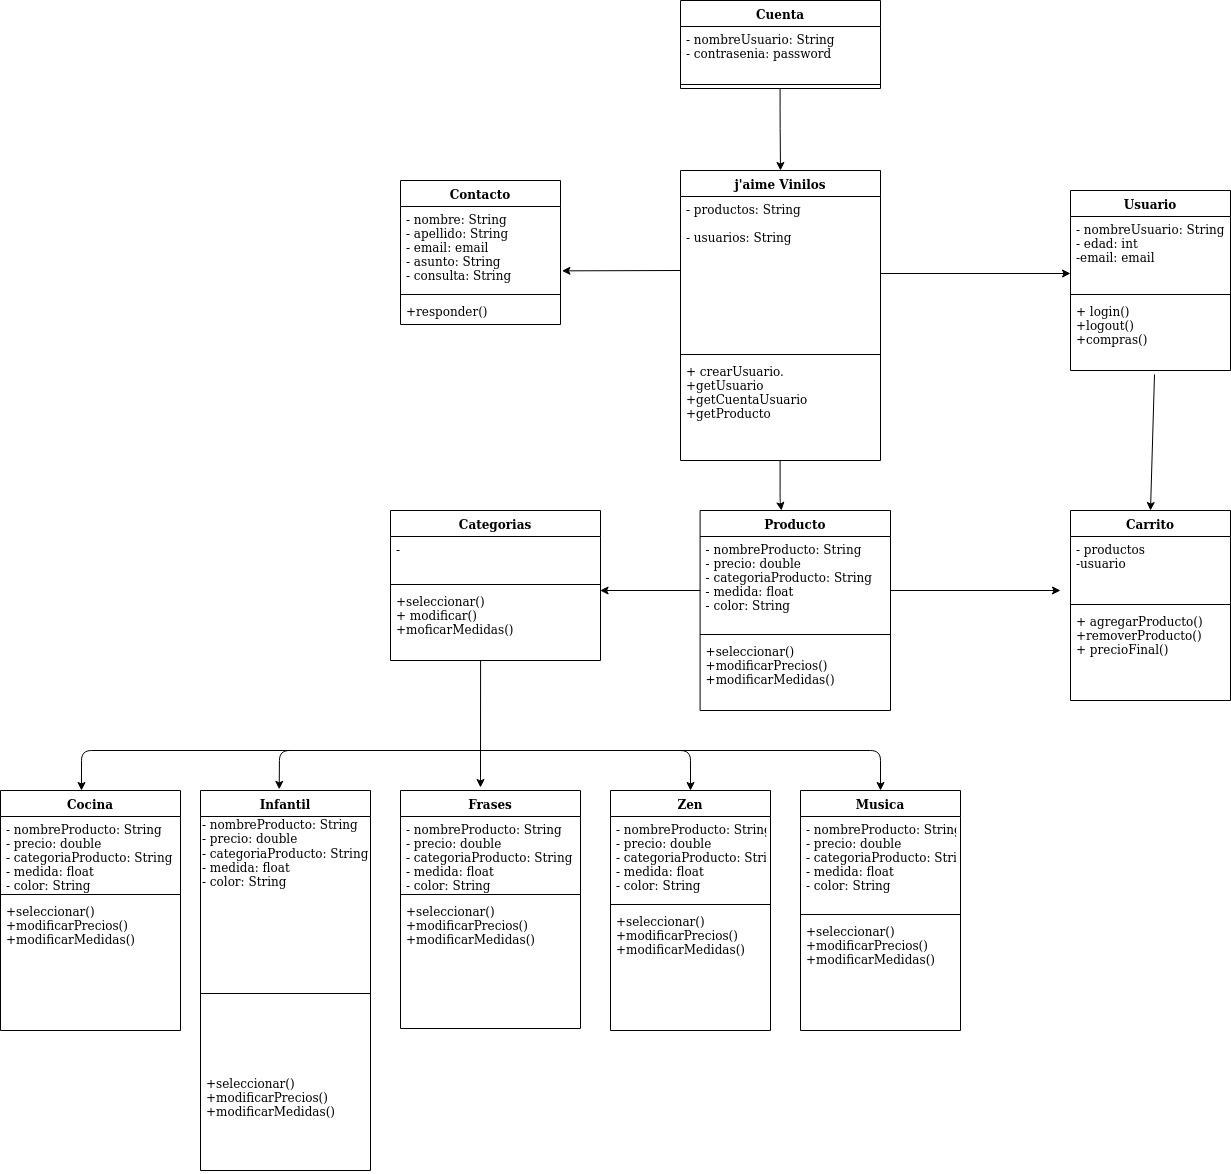 Cuenta
- nombreUsuario: String
- contrasenia: password
Contacto
- nombre: String
- apellido: String
- email: email
- asunto: String
- consulta: String
+responder()
j'aime Vinilos
- productos: String
- usuarios: String
+ crearUsuario.
+getUsuario
+getCuentaUsuario
+getProducto
Usuario
- nombreUsuario: String
- edad: int
-email: email
+ login()
+logout()
+compras()
Categorias
-
+seleccionar()
+ modificar()
+moficarMedidas()
Producto
- nombreProducto: String
- precio: double
- categoriaProducto: String
- medida: float
- color: String
+seleccionar()
+modificarPrecios()
+modificarMedidas()
Carrito
- productos
-usuario
+ agregarProducto()
+removerProducto()
+ precioFinal()
Cocina
- nombreProducto: String
- precio: double
- categoriaProducto: String
- medida: float
- color: String
+seleccionar()
+modificarPrecios()
+modificarMedidas()
Infantil
- nombreProducto: String
- precio: double
- categoriaProducto: String
- medida: float
- color: String
+seleccionar()
+modificarPrecios()
+modificarMedidas()
Frases
- nombreProducto: String
- precio: double
- categoriaProducto: String
- medida: float
- color: String
+seleccionar()
+modificarPrecios()
+modificarMedidas()
Zen
- nombreProducto: String
- precio: double
- categoriaProducto: Stri
- medida: float
- color: String
+seleccionar()
+modificarPrecios()
+modificarMedidas()
Musica
- nombreProducto: String
- precio: double
- categoriaProducto: Stri
- medida: float
- color: String
+seleccionar()
+modificarPrecios()
+modificarMedidas()